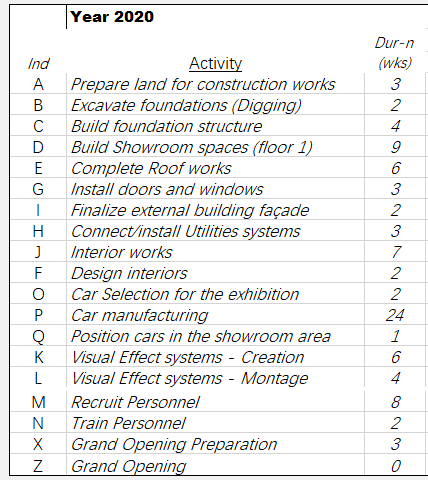 Year 2020
Dur-n
Ind Activity (wks)
A Prepare land for construction works 3
B Excavate foundations (Digging) 2
C Build foundation structure 4
D Build Showroom spaces (floor 1) 9
E Complete Roof works 6
G Install doors and windows 3
I Finalize external building façade 2
H Connect/install Utilities systems 3
J Interior works 7
F Design interiors 2
O Car Selection for the exhibition 2
P Car manufacturing 24
Q Position cars in the showroom area 1
K Visual Effect systems - Creation 6
L Visual Effect systems - Montage 4
M Recruit Personnel 8
N Train Personnel 2
X Grand Opening Preparation 3
Z Grand Opening 0